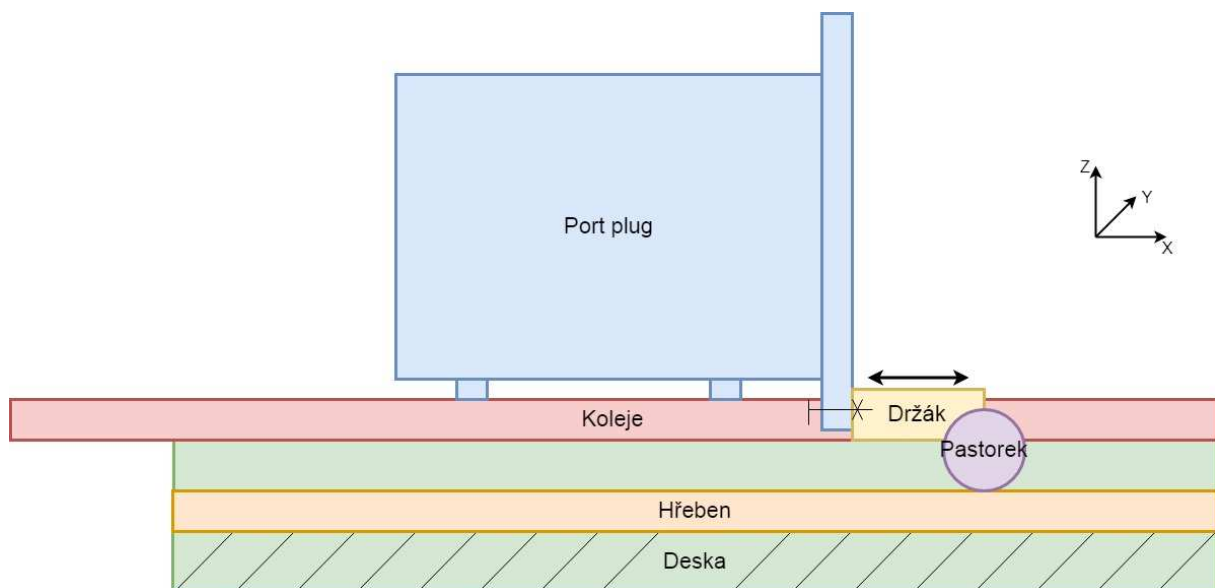 Port plug
Z
Y
X
Koleje
Držák
Pastorek
Hřeben
Deska